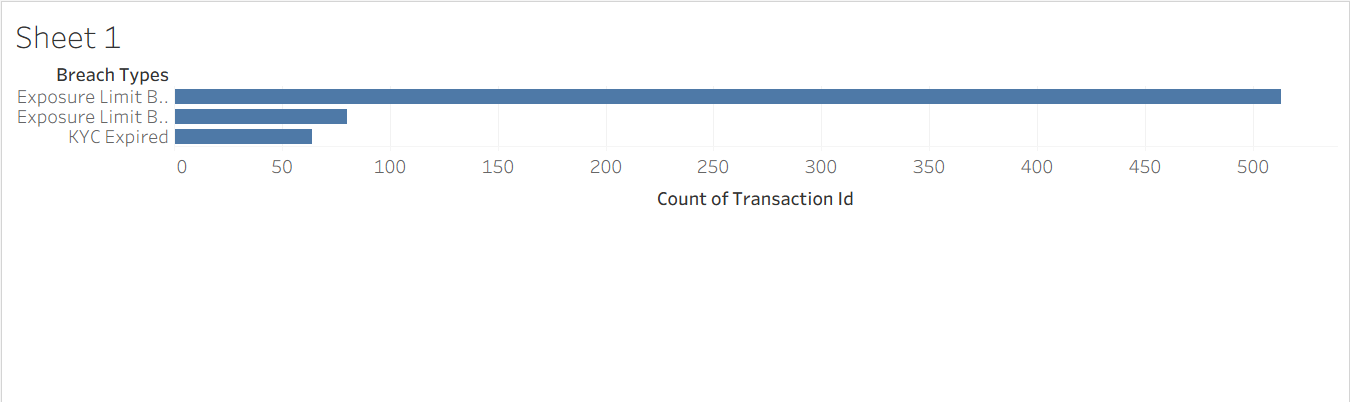 Sheet 1
Breach Types
Exposure Limit B..
Exposure Limit B..
KYC Expired
0 50 100 150 200 250 300 350 400 450 500
Count of Transaction Id